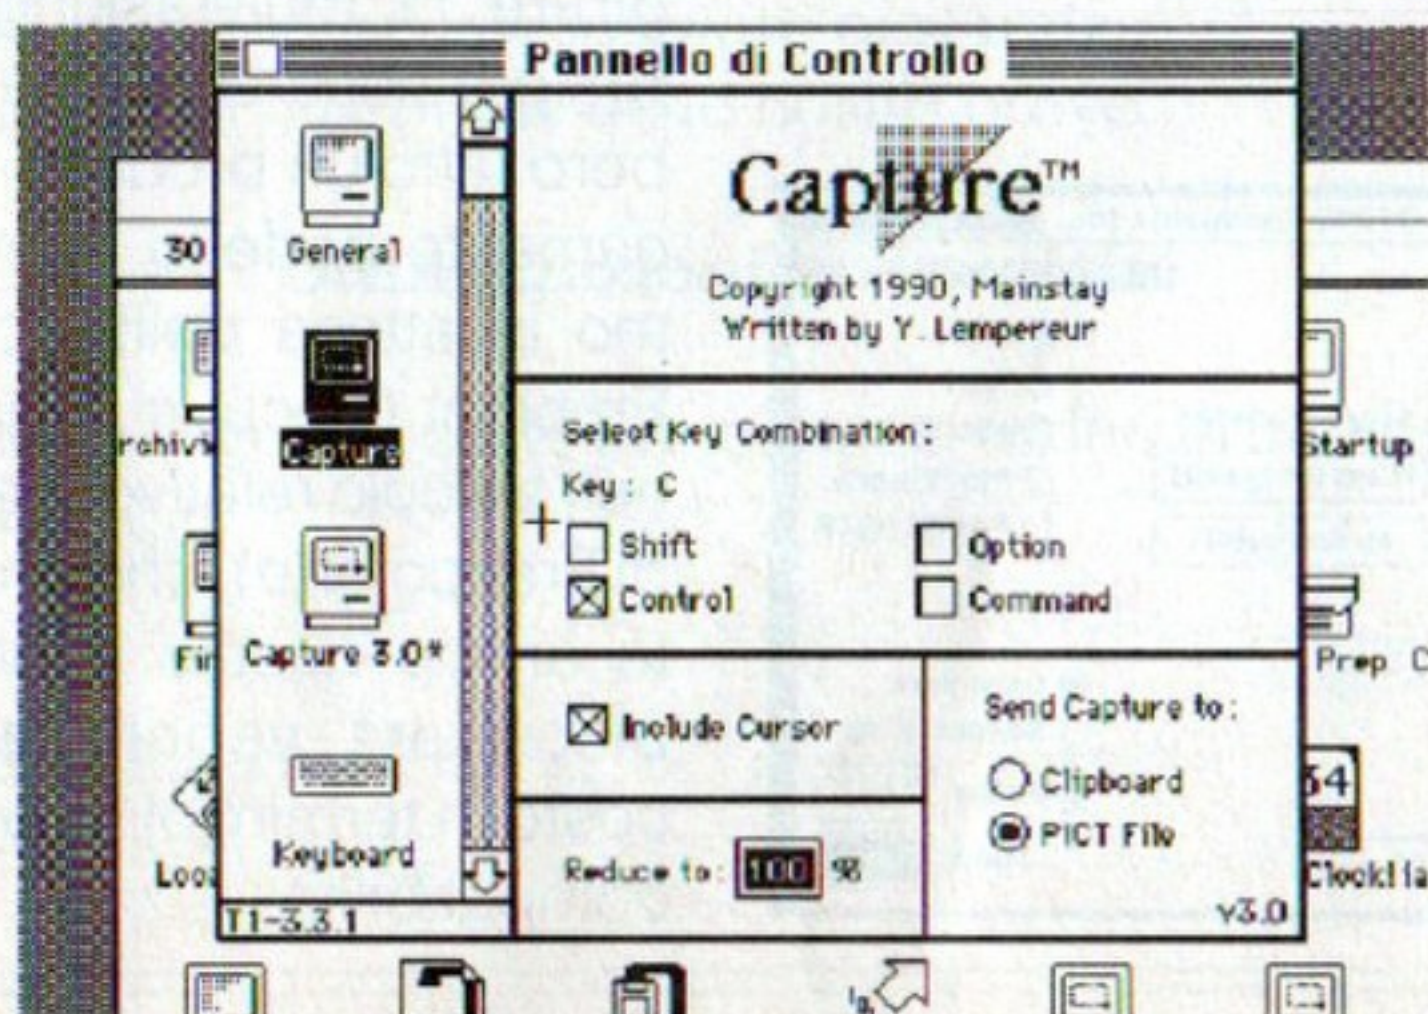 Pannello di Controllo
30
General
Capture
Capture 3.0*
Keyboard
T1-3.3.1
Capture™
Copyright 1990, Mainstay
Written by Y. Lempereur
Select Key Combination:
Key: C
Shift
Option
Control
Command
Include Cursor
Reduce to: 100 %
Send Capture to:
Clipboard
PICT File
v3.0
Startup
Prep C
34